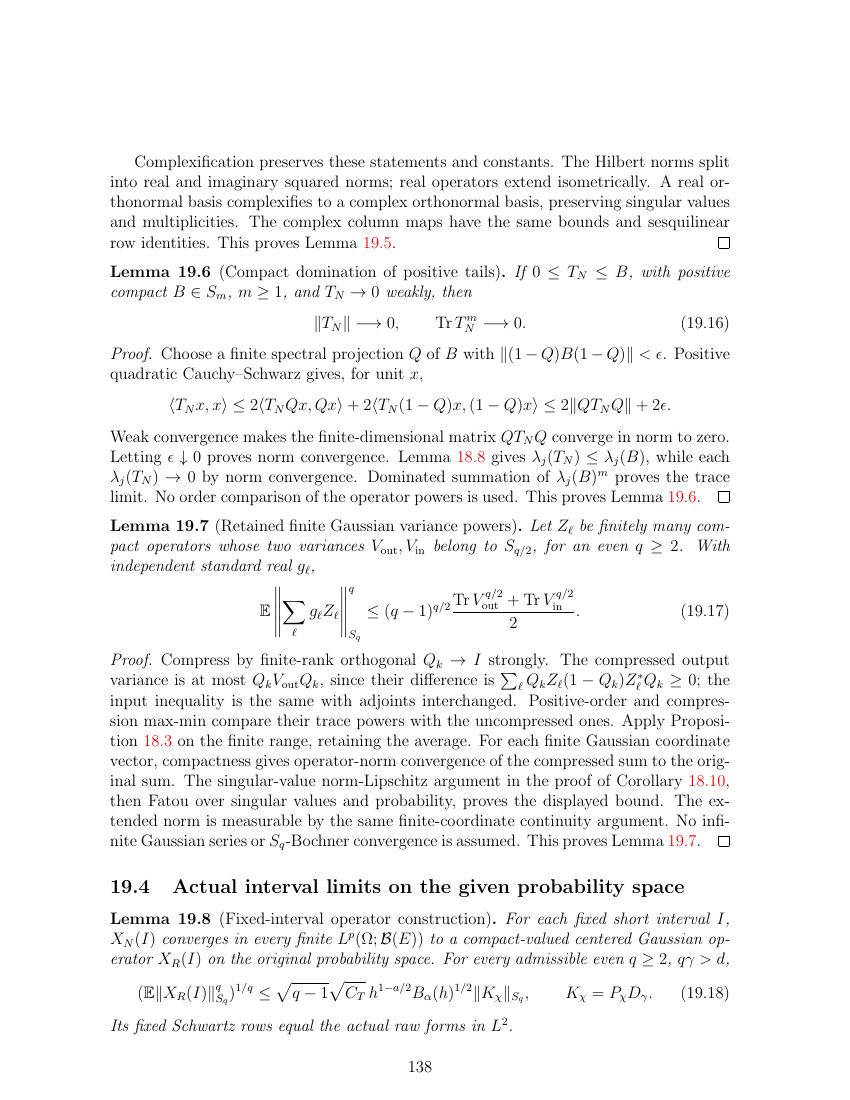 Complexification preserves these statements and constants. The Hilbert norms split
into real and imaginary squared norms; real operators extend isometrically. A real or-
thonormal basis complexifies to a complex orthonormal basis, preserving singular values
and multiplicities. The complex column maps have the same bounds and sesquilinear
row identities. This proves Lemma 19.5. □
Lemma 19.6 (Compact domination of positive tails). If 0 ≤ T_N ≤ B, with positive
compact B ∈ S_m, m ≥ 1, and T_N → 0 weakly, then
‖T_N‖ ⟶ 0, Tr T_N^m ⟶ 0. (19.16)
Proof. Choose a finite spectral projection Q of B with ‖(1 − Q)B(1 − Q)‖ < ϵ. Positive
quadratic Cauchy–Schwarz gives, for unit x,
⟨T_N x, x⟩ ≤ 2⟨T_N Qx, Qx⟩ + 2⟨T_N(1 − Q)x, (1 − Q)x⟩ ≤ 2‖QT_N Q‖ + 2ϵ.
Weak convergence makes the finite-dimensional matrix QT_N Q converge in norm to zero.
Letting ϵ ↓ 0 proves norm convergence. Lemma 18.8 gives λ_j(T_N) ≤ λ_j(B), while each
λ_j(T_N) → 0 by norm convergence. Dominated summation of λ_j(B)^m proves the trace
limit. No order comparison of the operator powers is used. This proves Lemma 19.6. □
Lemma 19.7 (Retained finite Gaussian variance powers). Let Z_ℓ be finitely many com-
pact operators whose two variances V_out, V_in belong to S_{q/2}, for an even q ≥ 2. With
independent standard real g_ℓ,
𝔼 ‖∑_ℓ g_ℓ Z_ℓ‖_{S_q}^q ≤ (q − 1)^{q/2} (Tr V_out^{q/2} + Tr V_in^{q/2})/2. (19.17)
Proof. Compress by finite-rank orthogonal Q_k → I strongly. The compressed output
variance is at most Q_k V_out Q_k, since their difference is ∑_ℓ Q_k Z_ℓ(1 − Q_k)Z_ℓ^* Q_k ≥ 0; the
input inequality is the same with adjoints interchanged. Positive-order and compres-
sion max-min compare their trace powers with the uncompressed ones. Apply Proposi-
tion 18.3 on the finite range, retaining the average. For each finite Gaussian coordinate
vector, compactness gives operator-norm convergence of the compressed sum to the orig-
inal sum. The singular-value norm-Lipschitz argument in the proof of Corollary 18.10,
then Fatou over singular values and probability, proves the displayed bound. The ex-
tended norm is measurable by the same finite-coordinate continuity argument. No infi-
nite Gaussian series or S_q-Bochner convergence is assumed. This proves Lemma 19.7. □
19.4 Actual interval limits on the given probability space
Lemma 19.8 (Fixed-interval operator construction). For each fixed short interval I,
X_N(I) converges in every finite L^p(Ω; 𝓑(E)) to a compact-valued centered Gaussian op-
erator X_R(I) on the original probability space. For every admissible even q ≥ 2, qγ > d,
(𝔼‖X_R(I)‖_{S_q}^q)^{1/q} ≤ √(q − 1) √(C_T) h^{1−a/2} B_α(h)^{1/2} ‖K_χ‖_{S_q}, K_χ = P_χ D_γ. (19.18)
Its fixed Schwartz rows equal the actual raw forms in L^2.
138